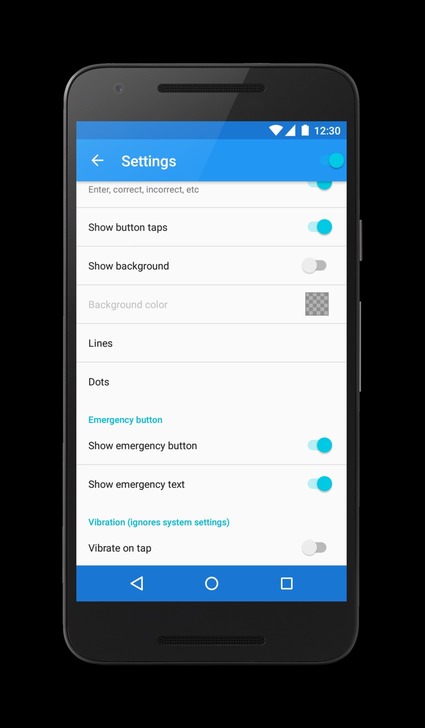 12:30
Settings
Enter, correct, incorrect, etc
Show button taps
Show background
Background color
Lines
Dots
Emergency button
Show emergency button
Show emergency text
Vibration (ignores system settings)
Vibrate on tap